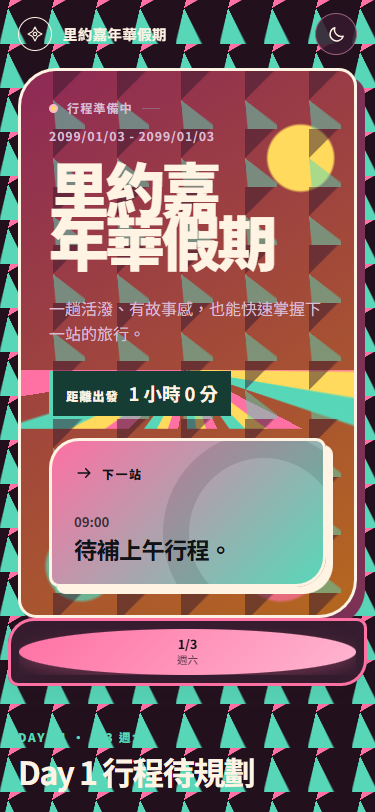 里約嘉年華假期
行程準備中
2099/01/03 - 2099/01/03
里約嘉
年華假期
一趟活潑、有故事感，也能快速掌握下
一站的旅行。
距離出發 1 小時 0 分
下一站
09:00
待補上午行程。
1/3
週六
DAY
Day 1 行程待規劃